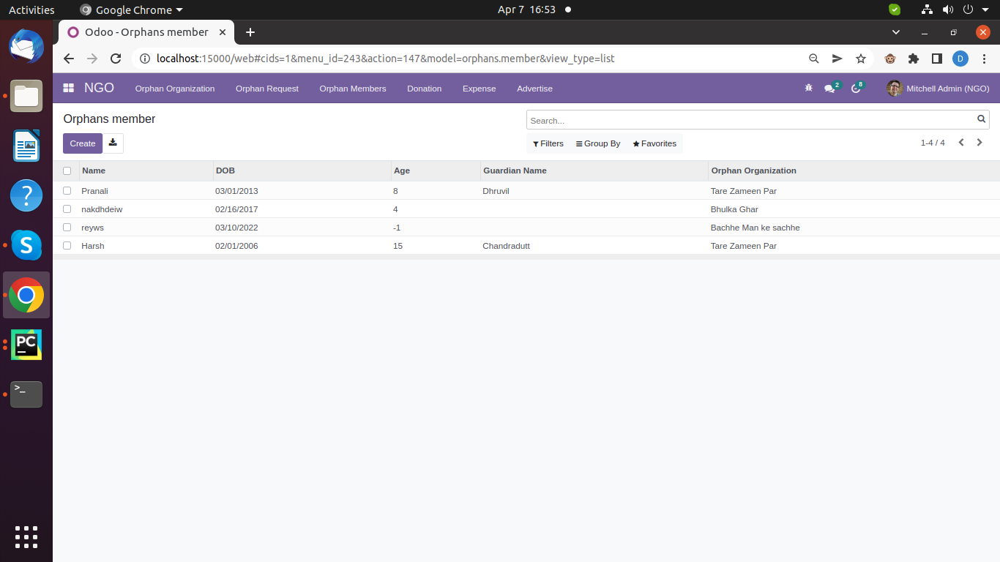 Activities Google Chrome Apr 7 16:53
Odoo - Orphans member
localhost:15000/web#cids=1&menu_id=243&action=147&model=orphans.member&view_type=list D
NGO Orphan Organization Orphan Request Orphan Members Donation Expense Advertise 2 8 Mitchell Admin (NGO)
Orphans member Search...
Create Filters Group By Favorites 1-4 / 4
Name DOB Age Guardian Name Orphan Organization
Pranali 03/01/2013 8 Dhruvil Tare Zameen Par
nakdhdeiw 02/16/2017 4 Bhulka Ghar
reyws 03/10/2022 -1 Bachhe Man ke sachhe
Harsh 02/01/2006 15 Chandradutt Tare Zameen Par
?
S
PC
>_